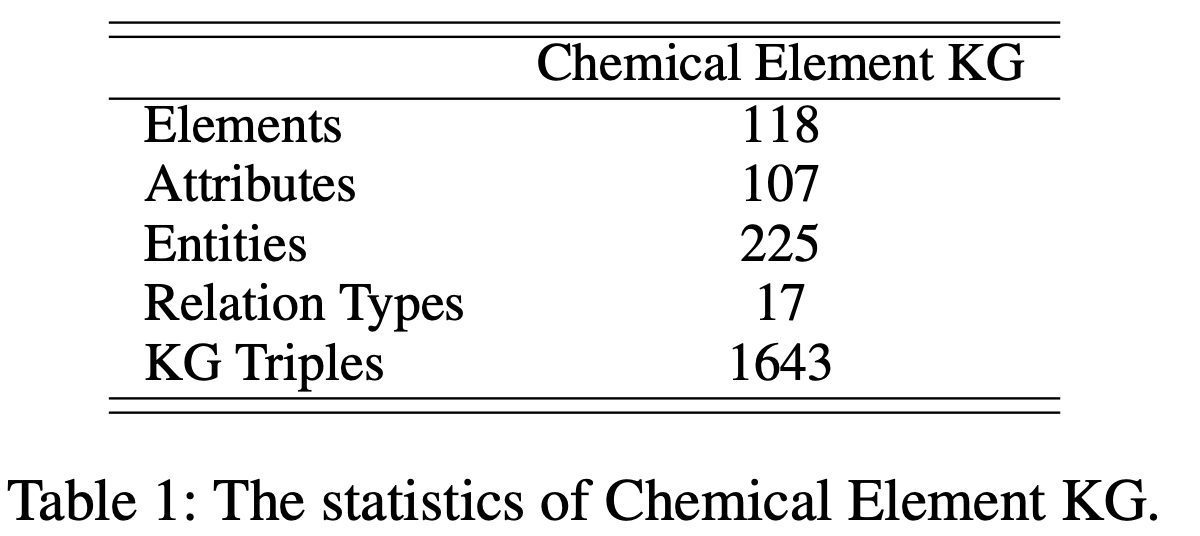 Chemical Element KG
Elements 118
Attributes 107
Entities 225
Relation Types 17
KG Triples 1643
Table 1: The statistics of Chemical Element KG.